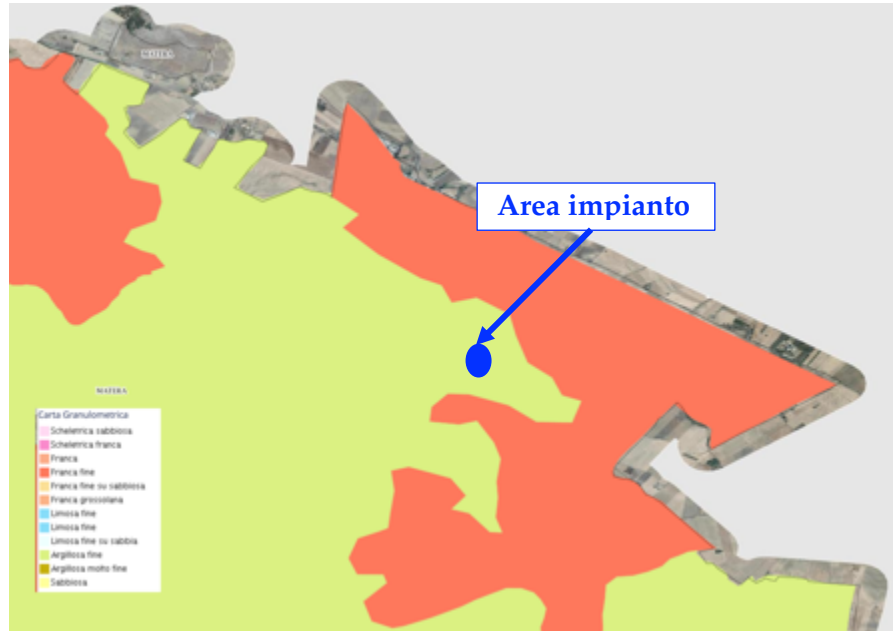 MATERA
Area impianto
MATERA
Carta Granulometrica
Scheletrica sabbiosa
Scheletrica franca
Franca
Franca fine
Franca fine su sabbiosa
Franca grossolana
Limosa fine
Limosa fine
Limosa fine su sabbia
Argillosa fine
Argillosa molto fine
Sabbiosa